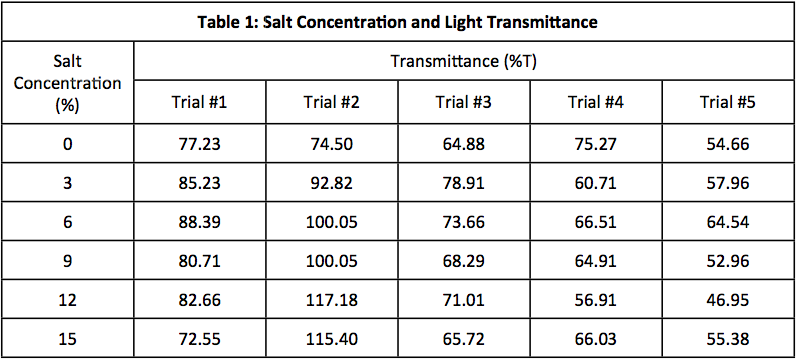 Table 1: Salt Concentration and Light Transmittance
Salt Concentration (%) Transmittance (%T)
Trial #1 Trial #2 Trial #3 Trial #4 Trial #5
0 77.23 74.50 64.88 75.27 54.66
3 85.23 92.82 78.91 60.71 57.96
6 88.39 100.05 73.66 66.51 64.54
9 80.71 100.05 68.29 64.91 52.96
12 82.66 117.18 71.01 56.91 46.95
15 72.55 115.40 65.72 66.03 55.38